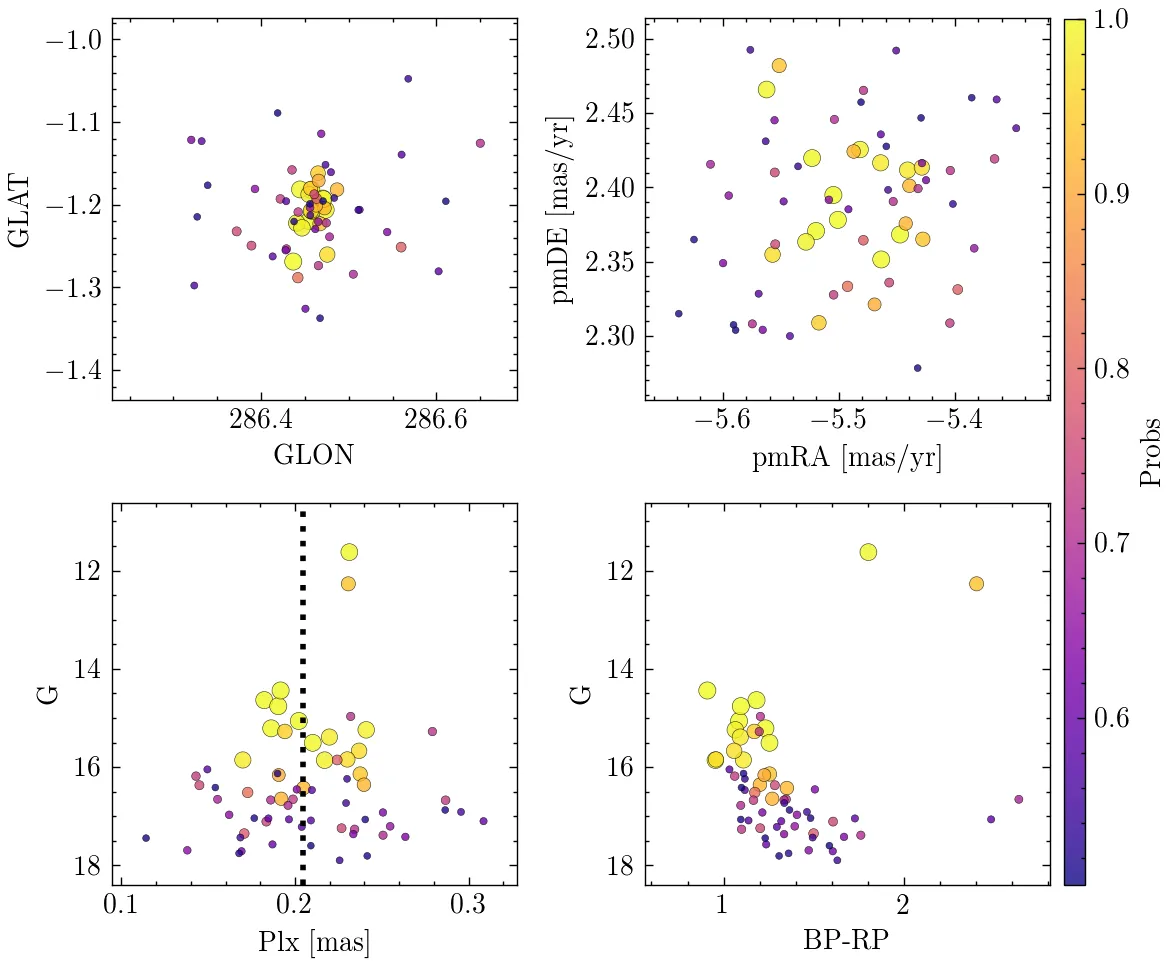 −1.0
−1.1
−1.2
−1.3
−1.4
GLAT
286.4 286.6
GLON
2.50
2.45
2.40
2.35
2.30
pmDE [mas/yr]
−5.6 −5.5 −5.4
pmRA [mas/yr]
12
14
16
18
G
0.1 0.2 0.3
Plx [mas]
12
14
16
18
G
1 2
BP-RP
1.0
0.9
0.8
0.7
0.6
Probs